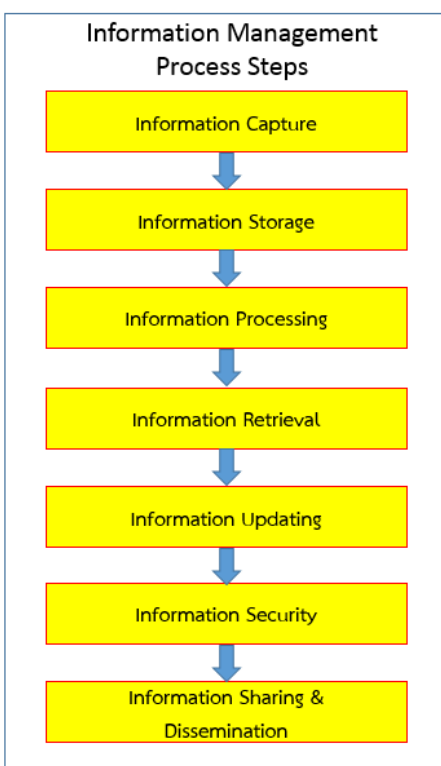 Information Management
Process Steps
Information Capture
Information Storage
Information Processing
Information Retrieval
Information Updating
Information Security
Information Sharing &
Dissemination